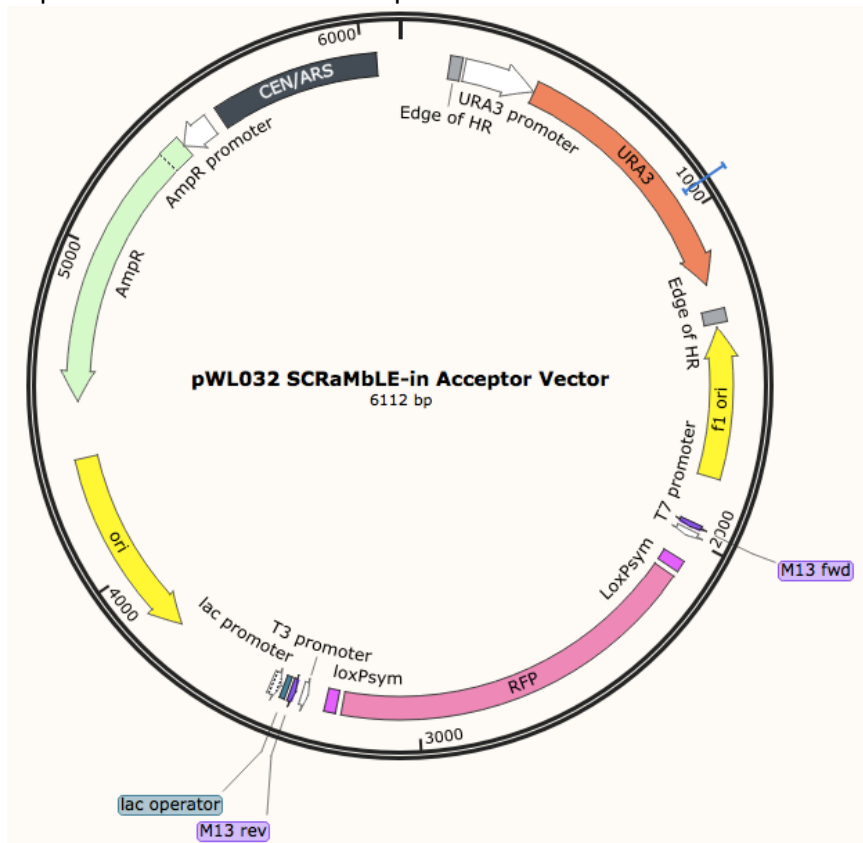 6000
CEN/ARS
Edge of HR
URA3 promoter
URA3
1000
AmpR promoter
AmpR
5000
Edge of HR
f1 ori
T7 promoter
2000
M13 fwd
LoxPsym
pWL032 SCRaMbLE-in Acceptor Vector
6112 bp
RFP
3000
loxPsym
T3 promoter
lac promoter
ori
4000
lac operator
M13 rev